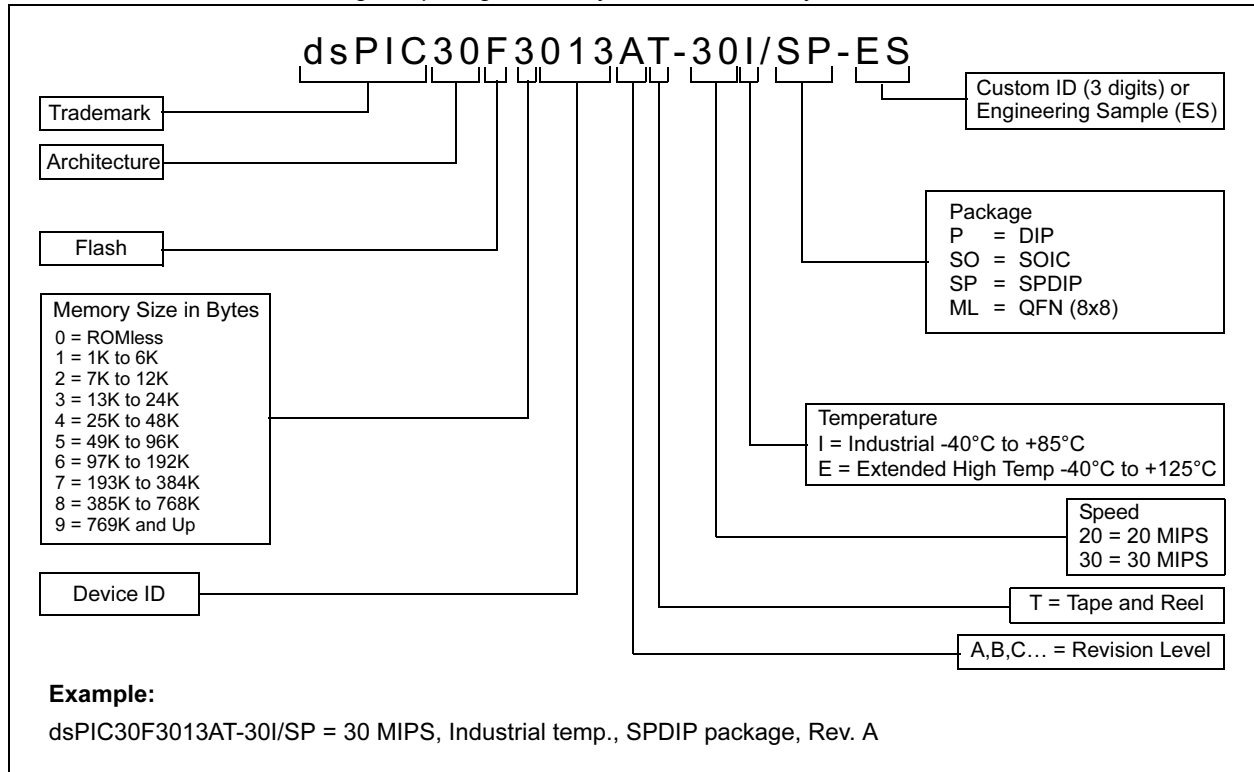 dsPIC30F3013AT-30I/SP-ES
Trademark
Architecture
Flash
Memory Size in Bytes
0 = ROMless
1 = 1K to 6K
2 = 7K to 12K
3 = 13K to 24K
4 = 25K to 48K
5 = 49K to 96K
6 = 97K to 192K
7 = 193K to 384K
8 = 385K to 768K
9 = 769K and Up
Device ID
Custom ID (3 digits) or
Engineering Sample (ES)
Package
P = DIP
SO = SOIC
SP = SPDIP
ML = QFN (8x8)
Temperature
I = Industrial -40°C to +85°C
E = Extended High Temp -40°C to +125°C
Speed
20 = 20 MIPS
30 = 30 MIPS
T = Tape and Reel
A,B,C… = Revision Level
Example:
dsPIC30F3013AT-30I/SP = 30 MIPS, Industrial temp., SPDIP package, Rev. A